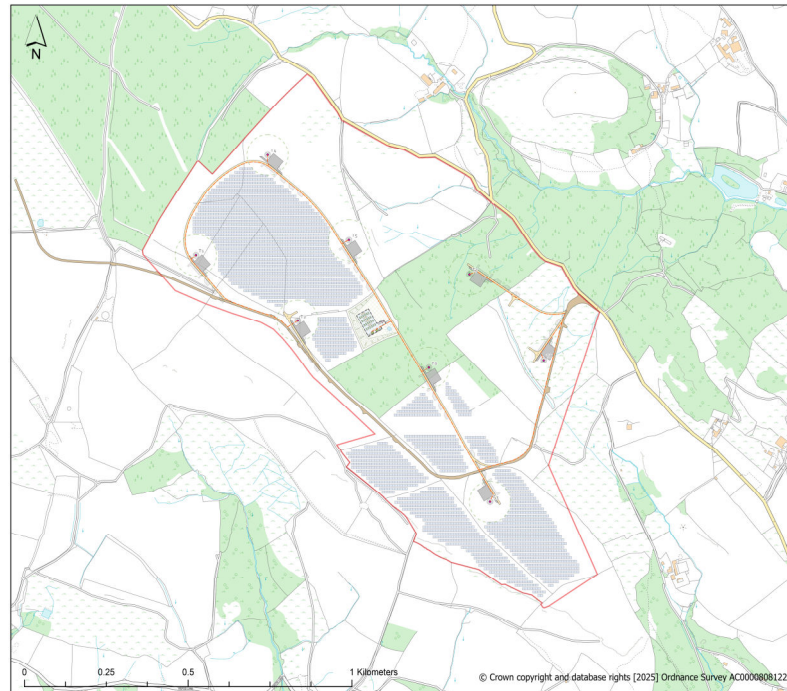 N
0 0.25 0.5 1 Kilometers
© Crown copyright and database rights [2025] Ordnance Survey AC0000808122